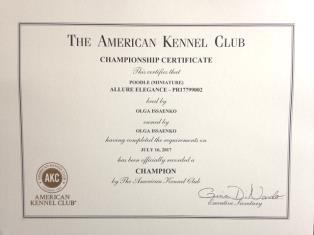 THE AMERICAN KENNEL CLUB
CHAMPIONSHIP CERTIFICATE
This certifies that
POODLE (MINIATURE)
ALLURE ELEGANCE - PR17799002
bred by
OLGA ISSAENKO
owned by
OLGA ISSAENKO
having completed the requirements on
JULY 16, 2017
has been officially recorded a
CHAMPION
by The American Kennel Club
AKC
AMERICAN
KENNEL CLUB®
Executive Secretary